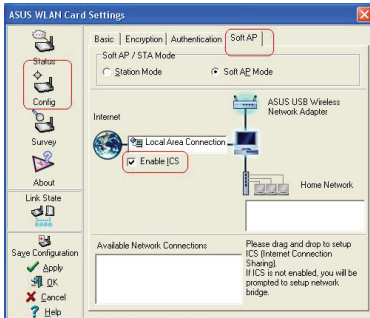 ASUS WLAN Card Settings
Status
Config
Survey
About
Link State
Save Configuration
Apply
OK
Cancel
Help
Basic
Encryption
Authentication
Soft AP
Soft AP / STA Mode
Station Mode
Soft AP Mode
Internet
ASUS USB Wireless
Network Adapter
Local Area Connection
Enable ICS
Home Network
Available Network Connections
Please drag and drop to setup
ICS (Internet Connection
Sharing).
If ICS is not enabled, you will be
prompted to setup network
bridge.